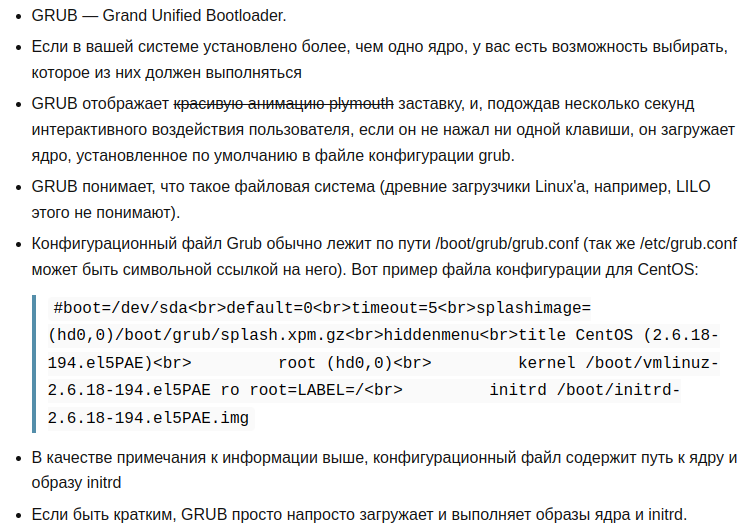 GRUB — Grand Unified Bootloader.
Если в вашей системе установлено более, чем одно ядро, у вас есть возможность выбирать,
которое из них должен выполняться
GRUB отображает красивую анимацию plymouth заставку, и, подождав несколько секунд
интерактивного воздействия пользователя, если он не нажал ни одной клавиши, он загружает
ядро, установленное по умолчанию в файле конфигурации grub.
GRUB понимает, что такое файловая система (древние загрузчики Linux'а, например, LILO
этого не понимают).
Конфигурационный файл Grub обычно лежит по пути /boot/grub/grub.conf (так же /etc/grub.conf
может быть символьной ссылкой на него). Вот пример файла конфигурации для CentOS:
#boot=/dev/sda<br>default=0<br>timeout=5<br>splashimage=
(hd0,0)/boot/grub/splash.xpm.gz<br>hiddenmenu<br>title CentOS (2.6.18-
194.el5PAE)<br>         root (hd0,0)<br>         kernel /boot/vmlinuz-
2.6.18-194.el5PAE ro root=LABEL=/<br>         initrd /boot/initrd-
2.6.18-194.el5PAE.img
В качестве примечания к информации выше, конфигурационный файл содержит путь к ядру и
образу initrd
Если быть кратким, GRUB просто напросто загружает и выполняет образы ядра и initrd.